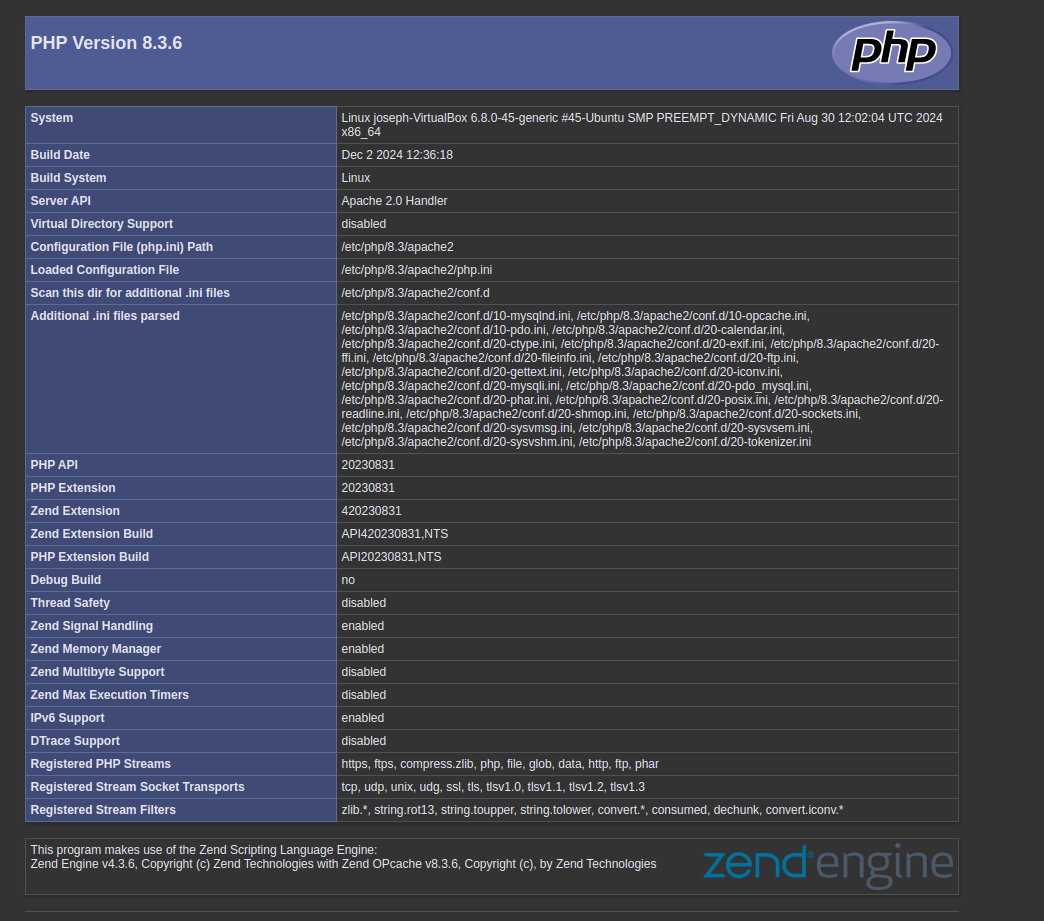 PHP Version 8.3.6
php
System
Linux joseph-VirtualBox 6.8.0-45-generic #45-Ubuntu SMP PREEMPT_DYNAMIC Fri Aug 30 12:02:04 UTC 2024
x86_64
Build Date
Dec 2 2024 12:36:18
Build System
Linux
Server API
Apache 2.0 Handler
Virtual Directory Support
disabled
Configuration File (php.ini) Path
/etc/php/8.3/apache2
Loaded Configuration File
/etc/php/8.3/apache2/php.ini
Scan this dir for additional .ini files
/etc/php/8.3/apache2/conf.d
Additional .ini files parsed
/etc/php/8.3/apache2/conf.d/10-mysqlnd.ini, /etc/php/8.3/apache2/conf.d/10-opcache.ini,
/etc/php/8.3/apache2/conf.d/10-pdo.ini, /etc/php/8.3/apache2/conf.d/20-calendar.ini,
/etc/php/8.3/apache2/conf.d/20-ctype.ini, /etc/php/8.3/apache2/conf.d/20-exif.ini, /etc/php/8.3/apache2/conf.d/20-
ffi.ini, /etc/php/8.3/apache2/conf.d/20-fileinfo.ini, /etc/php/8.3/apache2/conf.d/20-ftp.ini,
/etc/php/8.3/apache2/conf.d/20-gettext.ini, /etc/php/8.3/apache2/conf.d/20-iconv.ini,
/etc/php/8.3/apache2/conf.d/20-mysqli.ini, /etc/php/8.3/apache2/conf.d/20-pdo_mysql.ini,
/etc/php/8.3/apache2/conf.d/20-phar.ini, /etc/php/8.3/apache2/conf.d/20-posix.ini, /etc/php/8.3/apache2/conf.d/20-
readline.ini, /etc/php/8.3/apache2/conf.d/20-shmop.ini, /etc/php/8.3/apache2/conf.d/20-sockets.ini,
/etc/php/8.3/apache2/conf.d/20-sysvmsg.ini, /etc/php/8.3/apache2/conf.d/20-sysvsem.ini,
/etc/php/8.3/apache2/conf.d/20-sysvshm.ini, /etc/php/8.3/apache2/conf.d/20-tokenizer.ini
PHP API
20230831
PHP Extension
20230831
Zend Extension
420230831
Zend Extension Build
API420230831,NTS
PHP Extension Build
API20230831,NTS
Debug Build
no
Thread Safety
disabled
Zend Signal Handling
enabled
Zend Memory Manager
enabled
Zend Multibyte Support
disabled
Zend Max Execution Timers
disabled
IPv6 Support
enabled
DTrace Support
disabled
Registered PHP Streams
https, ftps, compress.zlib, php, file, glob, data, http, ftp, phar
Registered Stream Socket Transports
tcp, udp, unix, udg, ssl, tls, tlsv1.0, tlsv1.1, tlsv1.2, tlsv1.3
Registered Stream Filters
zlib.*, string.rot13, string.toupper, string.tolower, convert.*, consumed, dechunk, convert.iconv.*
This program makes use of the Zend Scripting Language Engine:
Zend Engine v4.3.6, Copyright (c) Zend Technologies with Zend OPcache v8.3.6, Copyright (c), by Zend Technologies
zend®engine